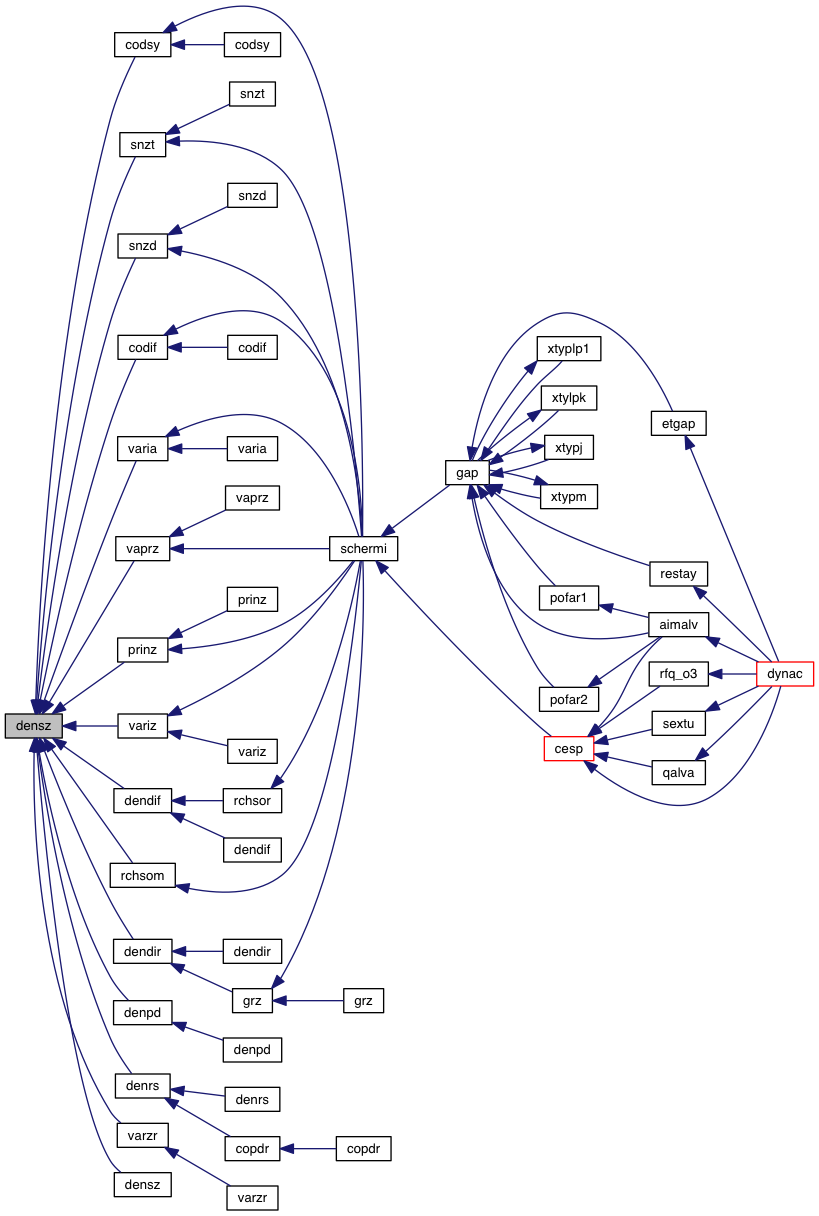 codsy
codsy
snzt
snzt
snzd
snzd
xtyplp1
codif
codif
xtylpk
etgap
varia
varia
xtypj
gap
vaprz
xtypm
vaprz
schermi
restay
prinz
pofar1
aimalv
prinz
rfq_o3
dynac
pofar2
densz
variz
sextu
variz
cesp
qalva
dendif
rchsor
dendif
rchsom
dendir
dendir
grz
grz
denpd
denpd
denrs
denrs
varzr
copdr
copdr
densz
varzr